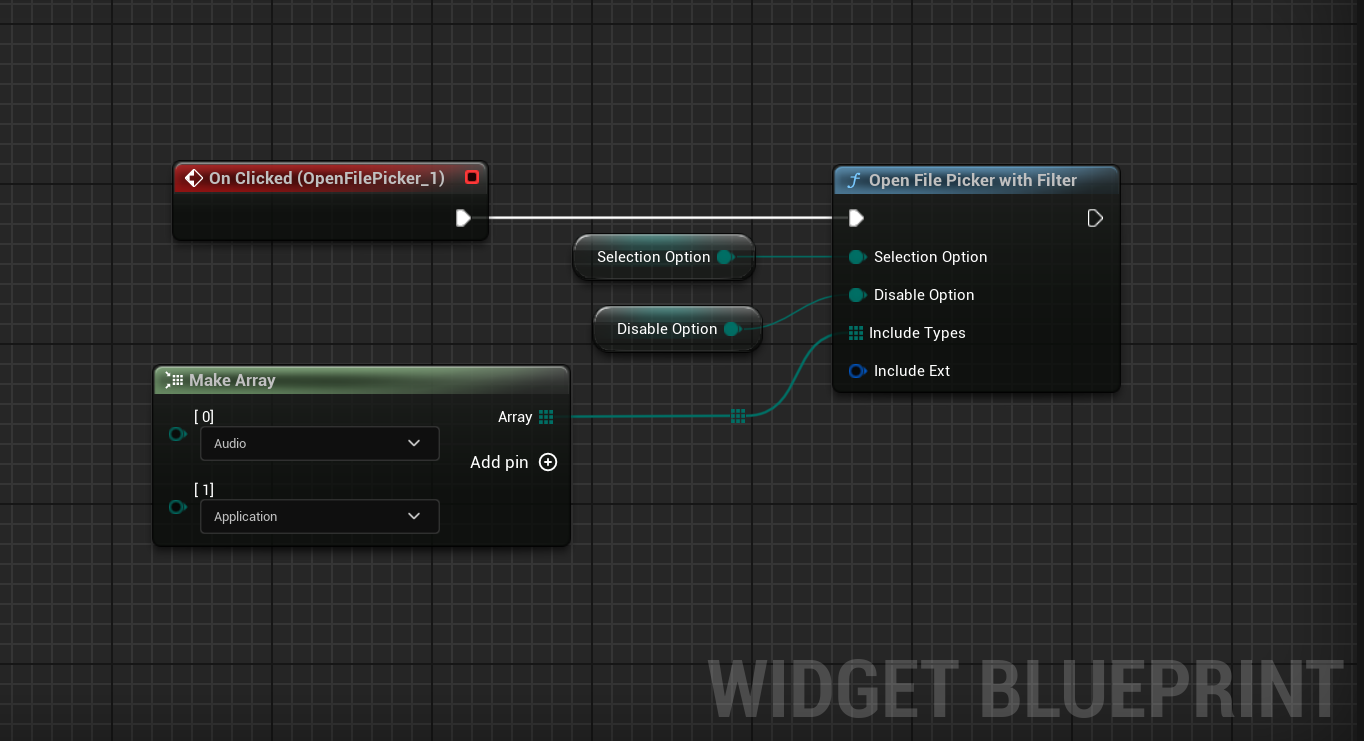 On Clicked (OpenFilePicker_1)
Open File Picker with Filter
Selection Option
Selection Option
Disable Option
Disable Option
Include Types
Include Ext
Make Array
[ 0]
Audio
Array
Add pin
[ 1]
Application
WIDGET BLUEPRINT